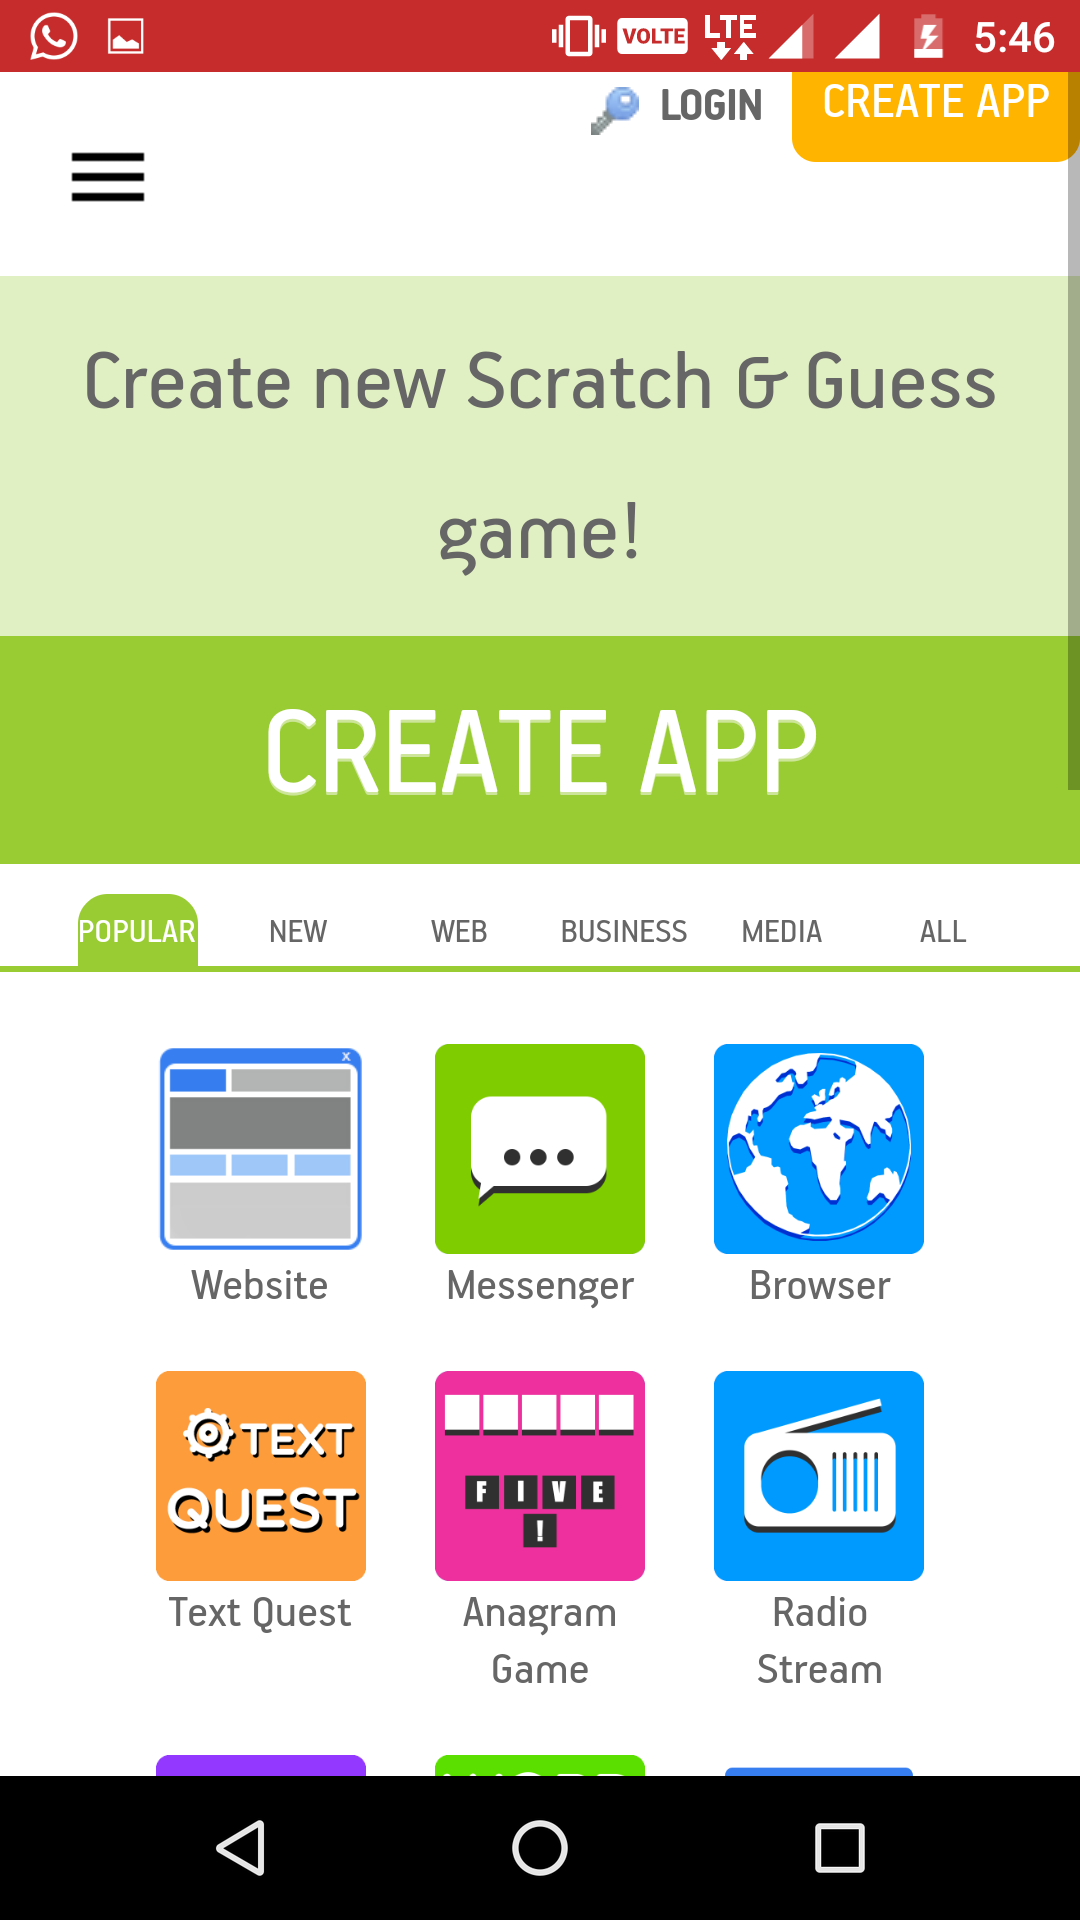 VOLTE LTE 5:46
LOGIN CREATE APP
Create new Scratch & Guess
game!
CREATE APP
POPULAR NEW WEB BUSINESS MEDIA ALL
x
Website Messenger Browser
TEXT
QUEST
FIVE
!
Text Quest Anagram Radio
Game Stream